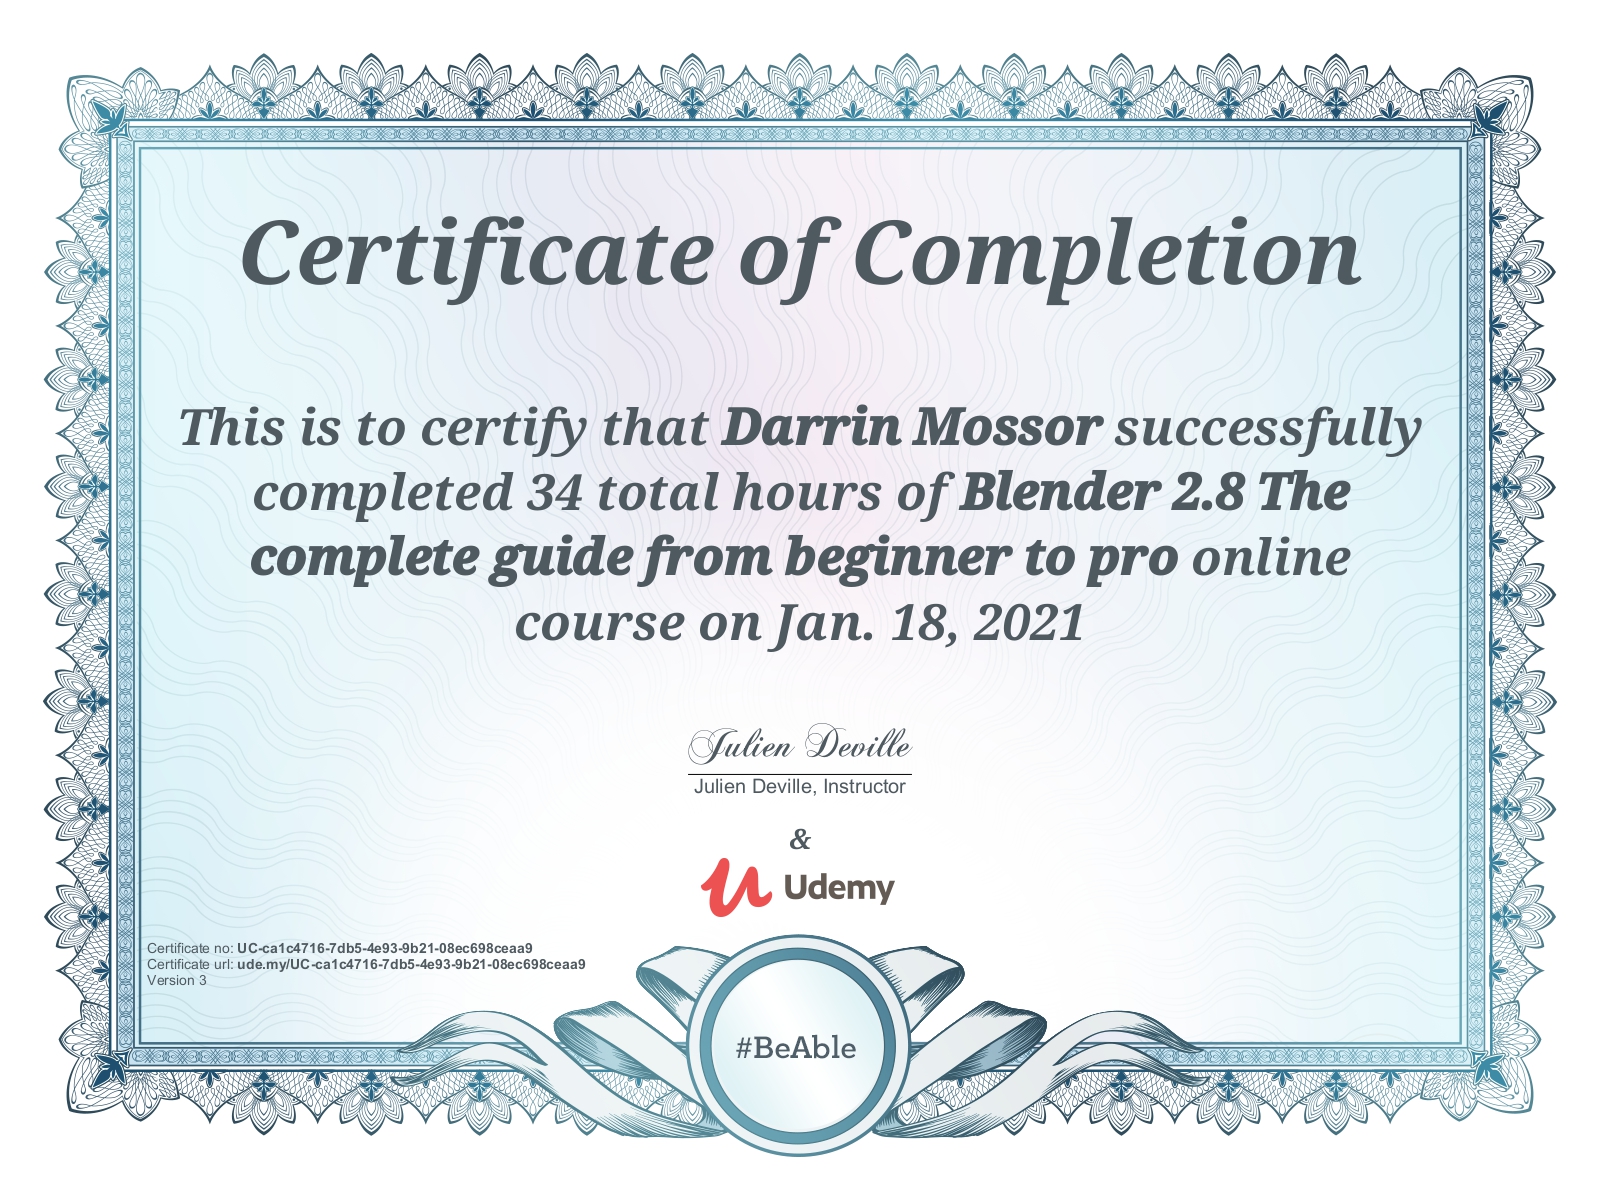 Certificate of Completion
This is to certify that Darrin Mossor successfully
completed 34 total hours of Blender 2.8 The
complete guide from beginner to pro online
course on Jan. 18, 2021
Julien Deville
Julien Deville, Instructor
&
Udemy
Certificate no: UC-ca1c4716-7db5-4e93-9b21-08ec698ceaa9
Certificate url: ude.my/UC-ca1c4716-7db5-4e93-9b21-08ec698ceaa9
Version 3
#BeAble